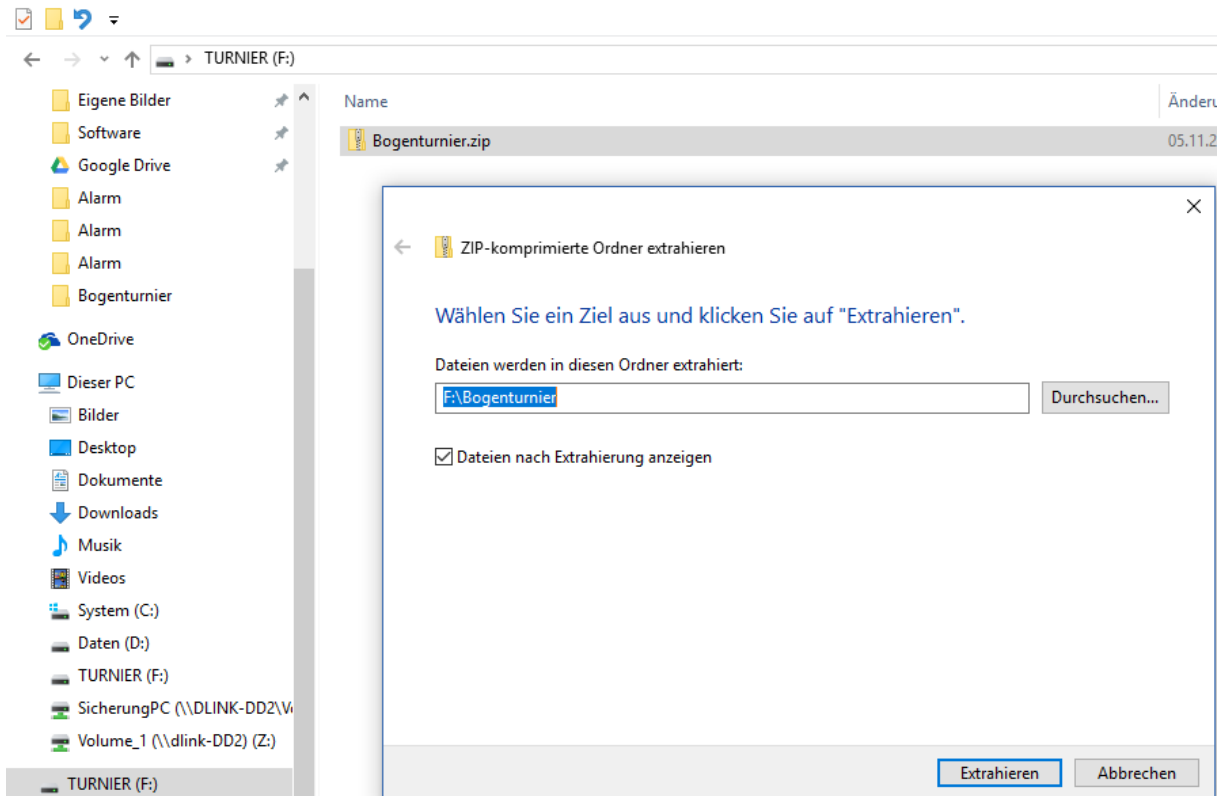 TURNIER (F:)
Eigene Bilder
Software
Google Drive
Alarm
Alarm
Alarm
Bogenturnier
OneDrive
Dieser PC
Bilder
Desktop
Dokumente
Downloads
Musik
Videos
System (C:)
Daten (D:)
TURNIER (F:)
SicherungPC (\\DLINK-DD2\V
Volume_1 (\\dlink-DD2) (Z:)
TURNIER (F:)
Name
Änder
Bogenturnier.zip
05.11.2
ZIP-komprimierte Ordner extrahieren
Wählen Sie ein Ziel aus und klicken Sie auf "Extrahieren".
Dateien werden in diesen Ordner extrahiert:
F:\Bogenturnier
Durchsuchen...
Dateien nach Extrahierung anzeigen
Extrahieren
Abbrechen